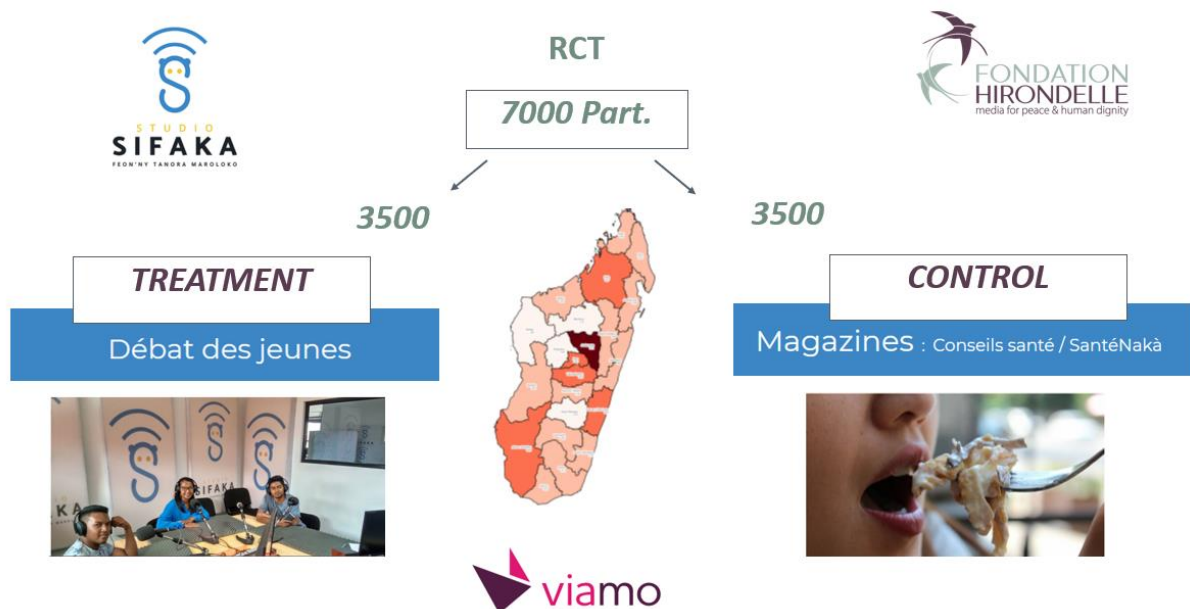 STUDIO
SIFAKA
FEON'NY TANORA MAROLOKO
RCT
7000 Part.
FONDATION
HIRONDELLE
media for peace & human dignity
3500
3500
TREATMENT
Débat des jeunes
CONTROL
Magazines : Conseils santé / SantéNakà
SIFAKA
viamo